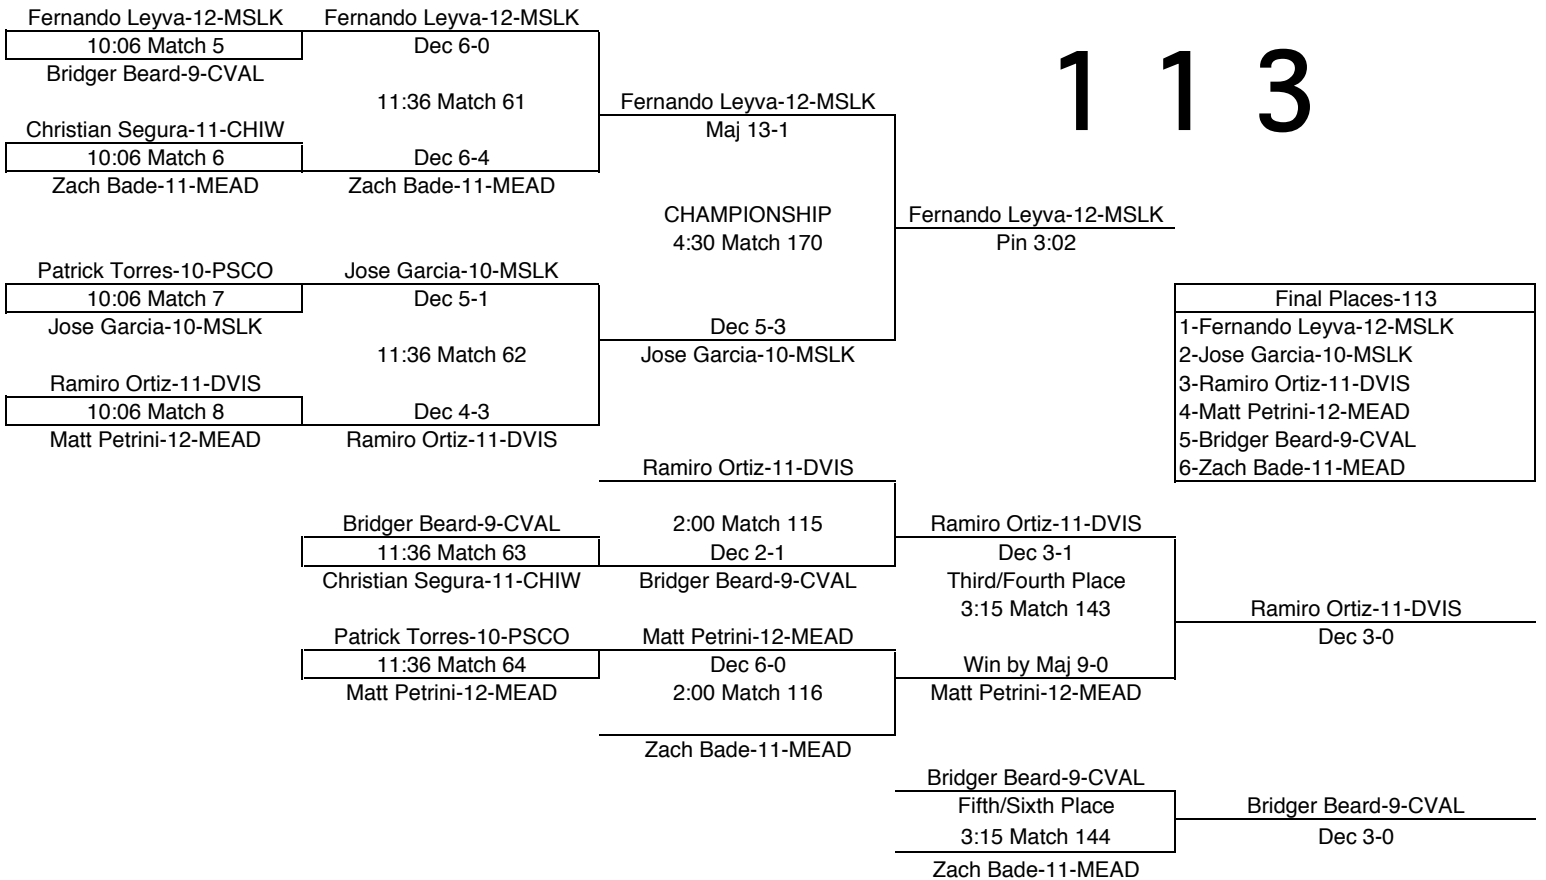 Fernando Leyva-12-MSLK Fernando Leyva-12-MSLK
10:06 Match 5 Dec 6-0
Bridger Beard-9-CVAL
1 1 3
11:36 Match 61 Fernando Leyva-12-MSLK
Christian Segura-11-CHIW Maj 13-1
10:06 Match 6 Dec 6-4
Zach Bade-11-MEAD Zach Bade-11-MEAD
CHAMPIONSHIP Fernando Leyva-12-MSLK
4:30 Match 170 Pin 3:02
Patrick Torres-10-PSCO Jose Garcia-10-MSLK
10:06 Match 7 Dec 5-1 Final Places-113
Jose Garcia-10-MSLK Dec 5-3 1-Fernando Leyva-12-MSLK
11:36 Match 62 Jose Garcia-10-MSLK 2-Jose Garcia-10-MSLK
Ramiro Ortiz-11-DVIS 3-Ramiro Ortiz-11-DVIS
10:06 Match 8 Dec 4-3 4-Matt Petrini-12-MEAD
Matt Petrini-12-MEAD Ramiro Ortiz-11-DVIS 5-Bridger Beard-9-CVAL
Ramiro Ortiz-11-DVIS 6-Zach Bade-11-MEAD
Bridger Beard-9-CVAL 2:00 Match 115 Ramiro Ortiz-11-DVIS
11:36 Match 63 Dec 2-1 Dec 3-1
Christian Segura-11-CHIW Bridger Beard-9-CVAL Third/Fourth Place
3:15 Match 143 Ramiro Ortiz-11-DVIS
Patrick Torres-10-PSCO Matt Petrini-12-MEAD Dec 3-0
11:36 Match 64 Dec 6-0 Win by Maj 9-0
Matt Petrini-12-MEAD 2:00 Match 116 Matt Petrini-12-MEAD
Zach Bade-11-MEAD
Bridger Beard-9-CVAL
Fifth/Sixth Place Bridger Beard-9-CVAL
3:15 Match 144 Dec 3-0
Zach Bade-11-MEAD